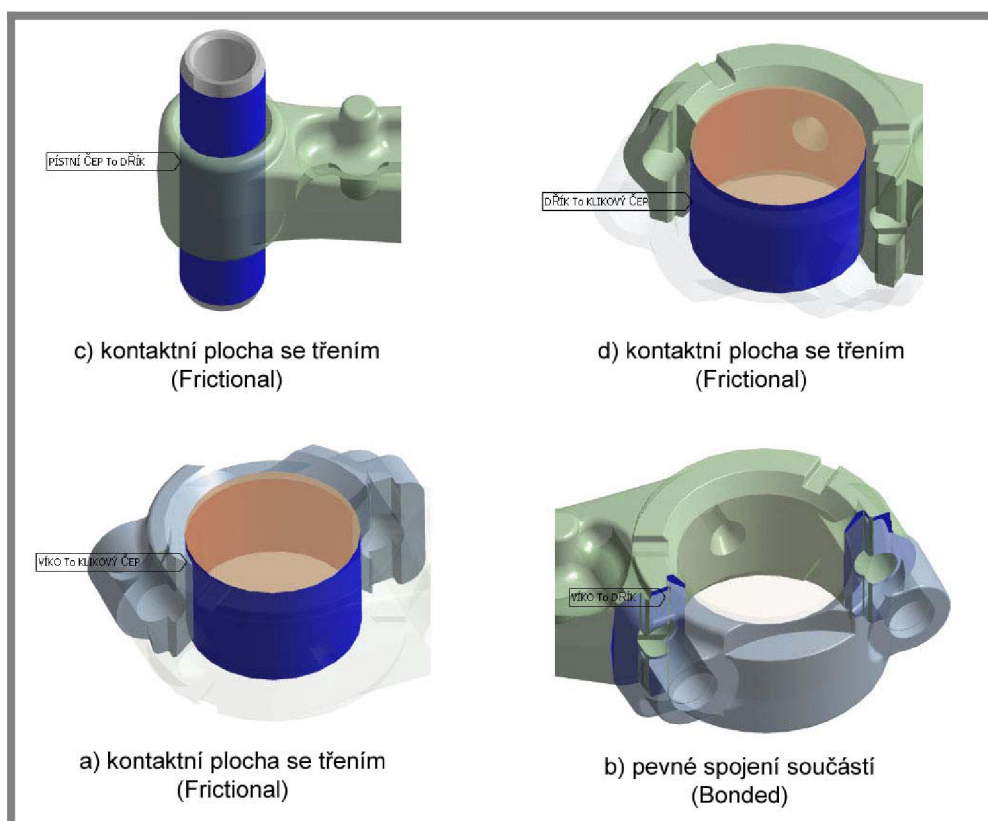 PÍSTNÍ ČEP To DŘÍK
c) kontaktní plocha se třením
(Frictional)
DŘÍK To KLIKOVÝ ČEP
d) kontaktní plocha se třením
(Frictional)
VÍKO To KLIKOVÝ ČEP
a) kontaktní plocha se třením
(Frictional)
VÍKO To DŘÍK
b) pevné spojení součástí
(Bonded)